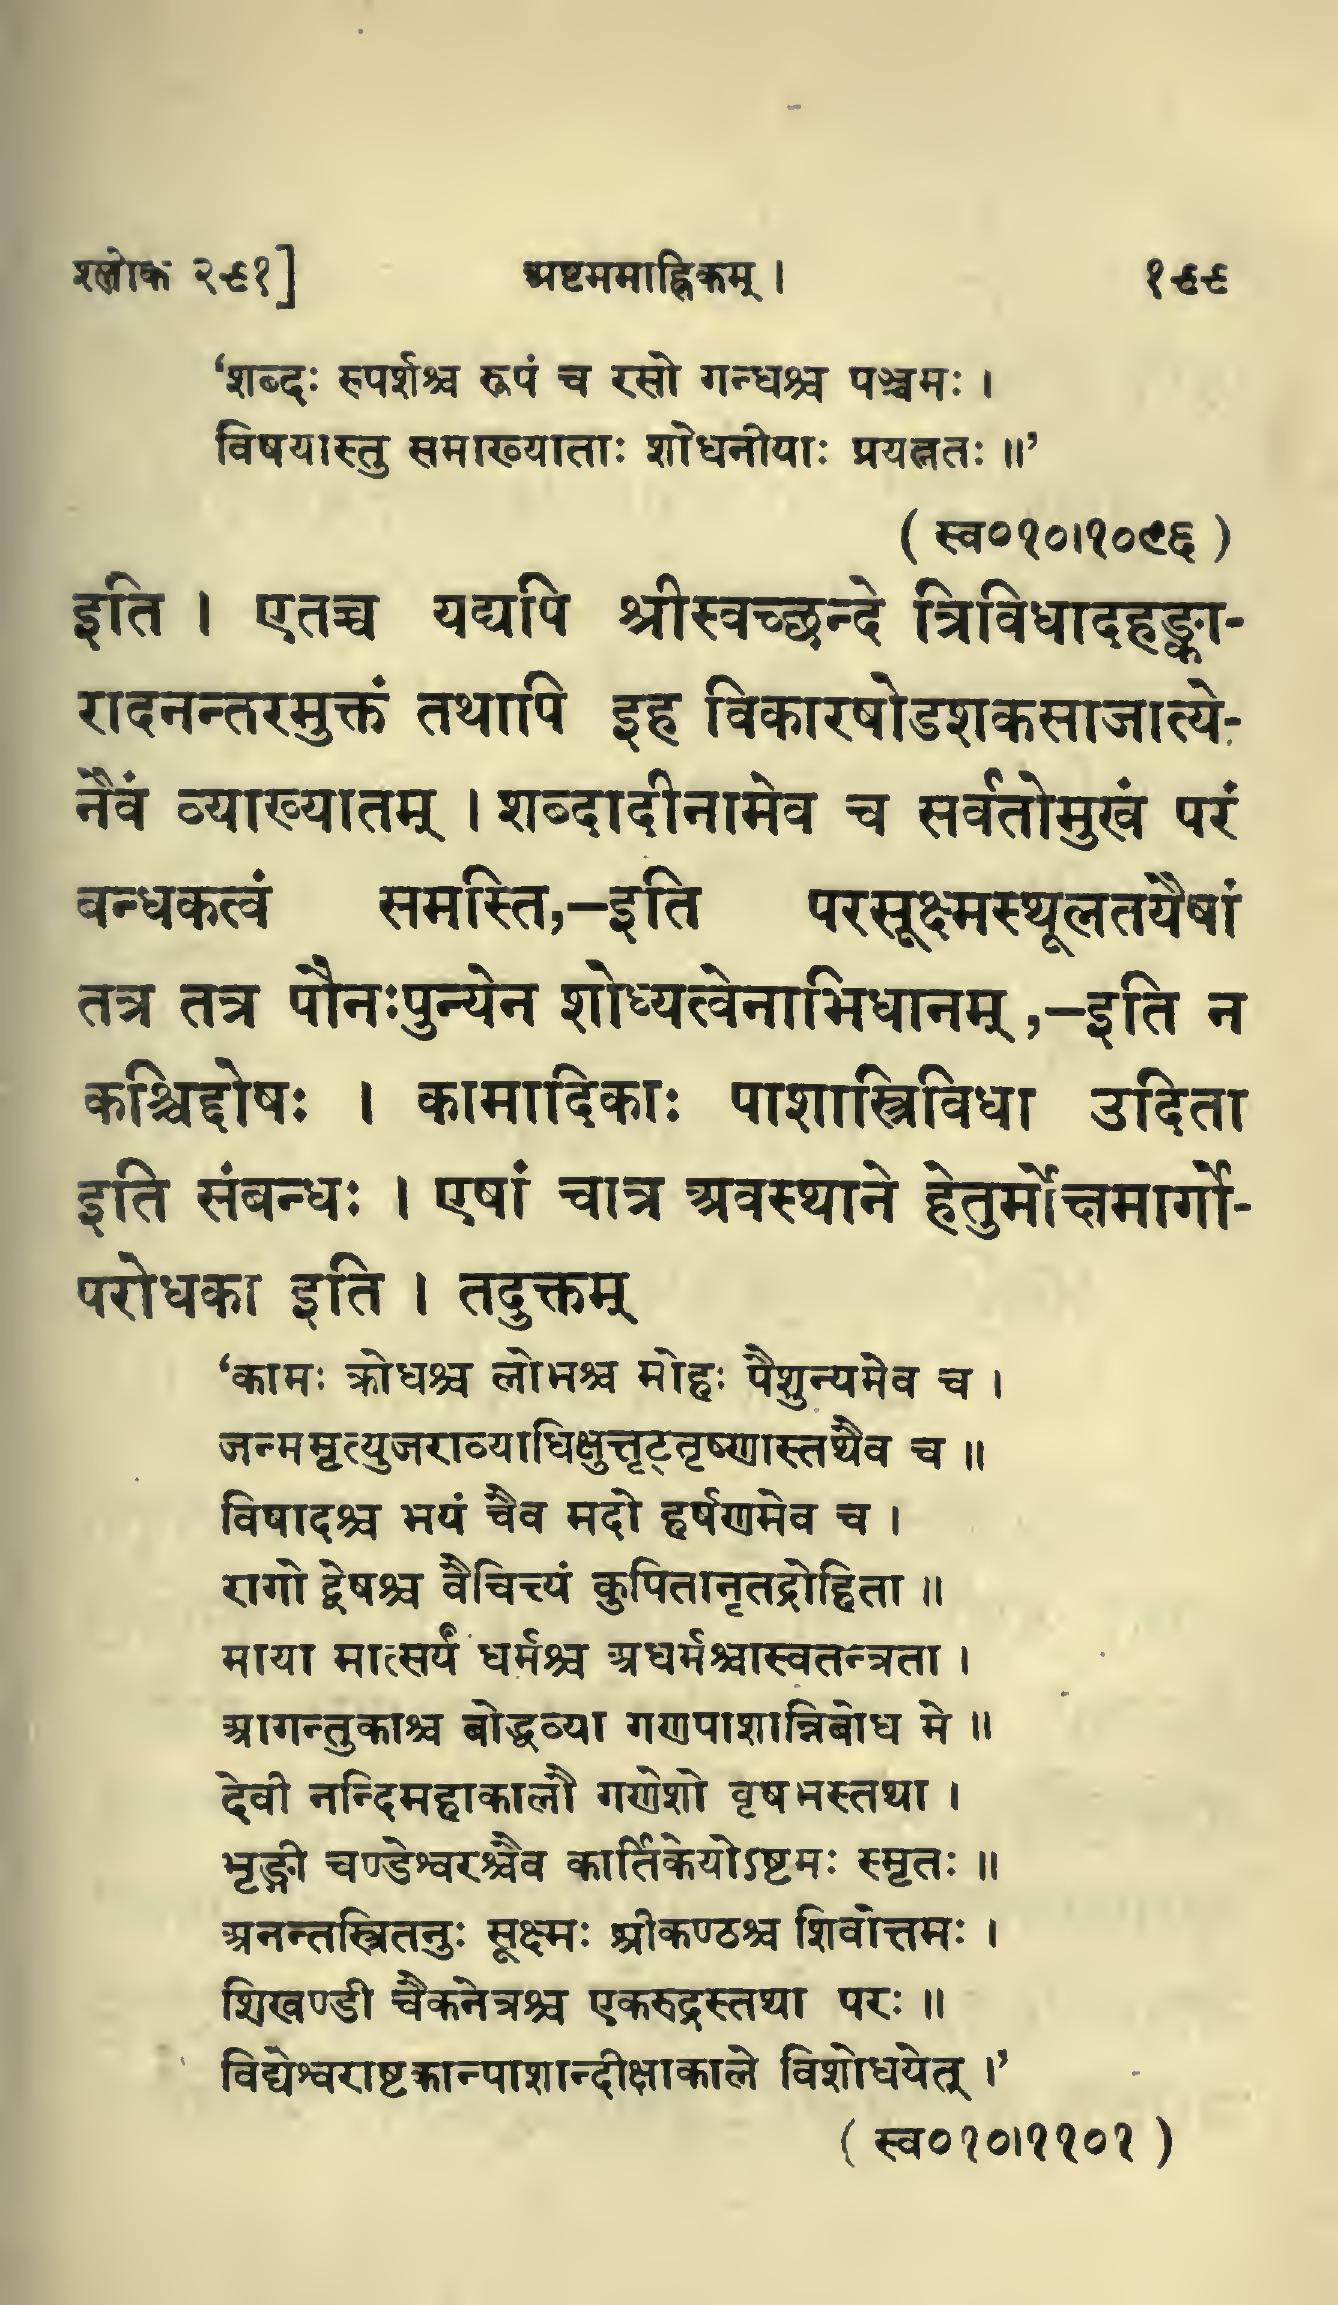 श्लोक २९१]
अष्टममाह्निकम् ।
१९९
‘शब्दः स्पर्शश्च रूपं च रसो गन्धश्च पञ्चमः ।
विषयास्तु समाख्याताः शोधनीयाः प्रयत्नतः ॥’
( स्व०१०।१०९६ )
इति । एतच्च यद्यपि श्रीस्वच्छन्दे त्रिविधादहङ्का-
रादनन्तरमुक्तं तथापि इह विकारषोडशकसाजात्ये-
नैवं व्याख्यातम् । शब्दादीनामेव च सर्वतोमुखं परं
बन्धकत्वं समस्ति,—इति परसूक्ष्मस्थूलतयैषां
तत्र तत्र पौनःपुन्येन शोध्यत्वेनाभिधानम्,—इति न
कश्चिद्दोषः । कामादिकाः पाशास्त्रिविधा उदिता
इति संबन्धः । एषां चात्र अवस्थाने हेतुर्मोक्षमार्गो-
परोधका इति । तदुक्तम्
‘कामः क्रोधश्च लोभश्च मोहः पैशुन्यमेव च ।
जन्ममृत्युजराव्याधिक्षुत्तृट्तृष्णास्तथैव च ॥
विषादश्च भयं चैव मदो हर्षणमेव च ।
रागो द्वेषश्च वैचित्त्यं कुपितानृतद्रोहिता ॥
माया मात्सर्यं धर्मश्च अधर्मश्चास्वतन्त्रता ।
आगन्तुकाश्च बोद्धव्या गणपाशान्निबोध मे ॥
देवी नन्दिमहाकालौ गणेशो वृषभस्तथा ।
भृङ्गी चण्डेश्वरश्चैव कार्तिकेयोऽष्टमः स्मृतः ॥
अनन्तस्त्रितनुः सूक्ष्मः श्रीकण्ठश्च शिवोत्तमः ।
शिखण्डी चैकनेत्रश्च एकरुद्रस्तथा परः ॥
विद्येश्वराष्टकान्पाशान्दीक्षाकाले विशोधयेत् ।’
( स्व०१०।११०१ )